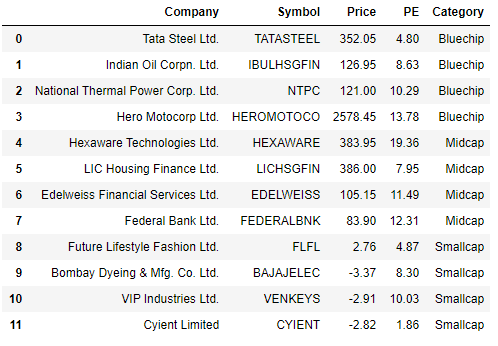 Company Symbol Price PE Category
0 Tata Steel Ltd. TATASTEEL 352.05 4.80 Bluechip
1 Indian Oil Corpn. Ltd. IBULHSGFIN 126.95 8.63 Bluechip
2 National Thermal Power Corp. Ltd. NTPC 121.00 10.29 Bluechip
3 Hero Motocorp Ltd. HEROMOTOCO 2578.45 13.78 Bluechip
4 Hexaware Technologies Ltd. HEXAWARE 383.95 19.36 Midcap
5 LIC Housing Finance Ltd. LICHSGFIN 386.00 7.95 Midcap
6 Edelweiss Financial Services Ltd. EDELWEISS 105.15 11.49 Midcap
7 Federal Bank Ltd. FEDERALBNK 83.90 12.31 Midcap
8 Future Lifestyle Fashion Ltd. FLFL 2.76 4.87 Smallcap
9 Bombay Dyeing & Mfg. Co. Ltd. BAJAJELEC -3.37 8.30 Smallcap
10 VIP Industries Ltd. VENKEYS -2.91 10.03 Smallcap
11 Cyient Limited CYIENT -2.82 1.86 Smallcap